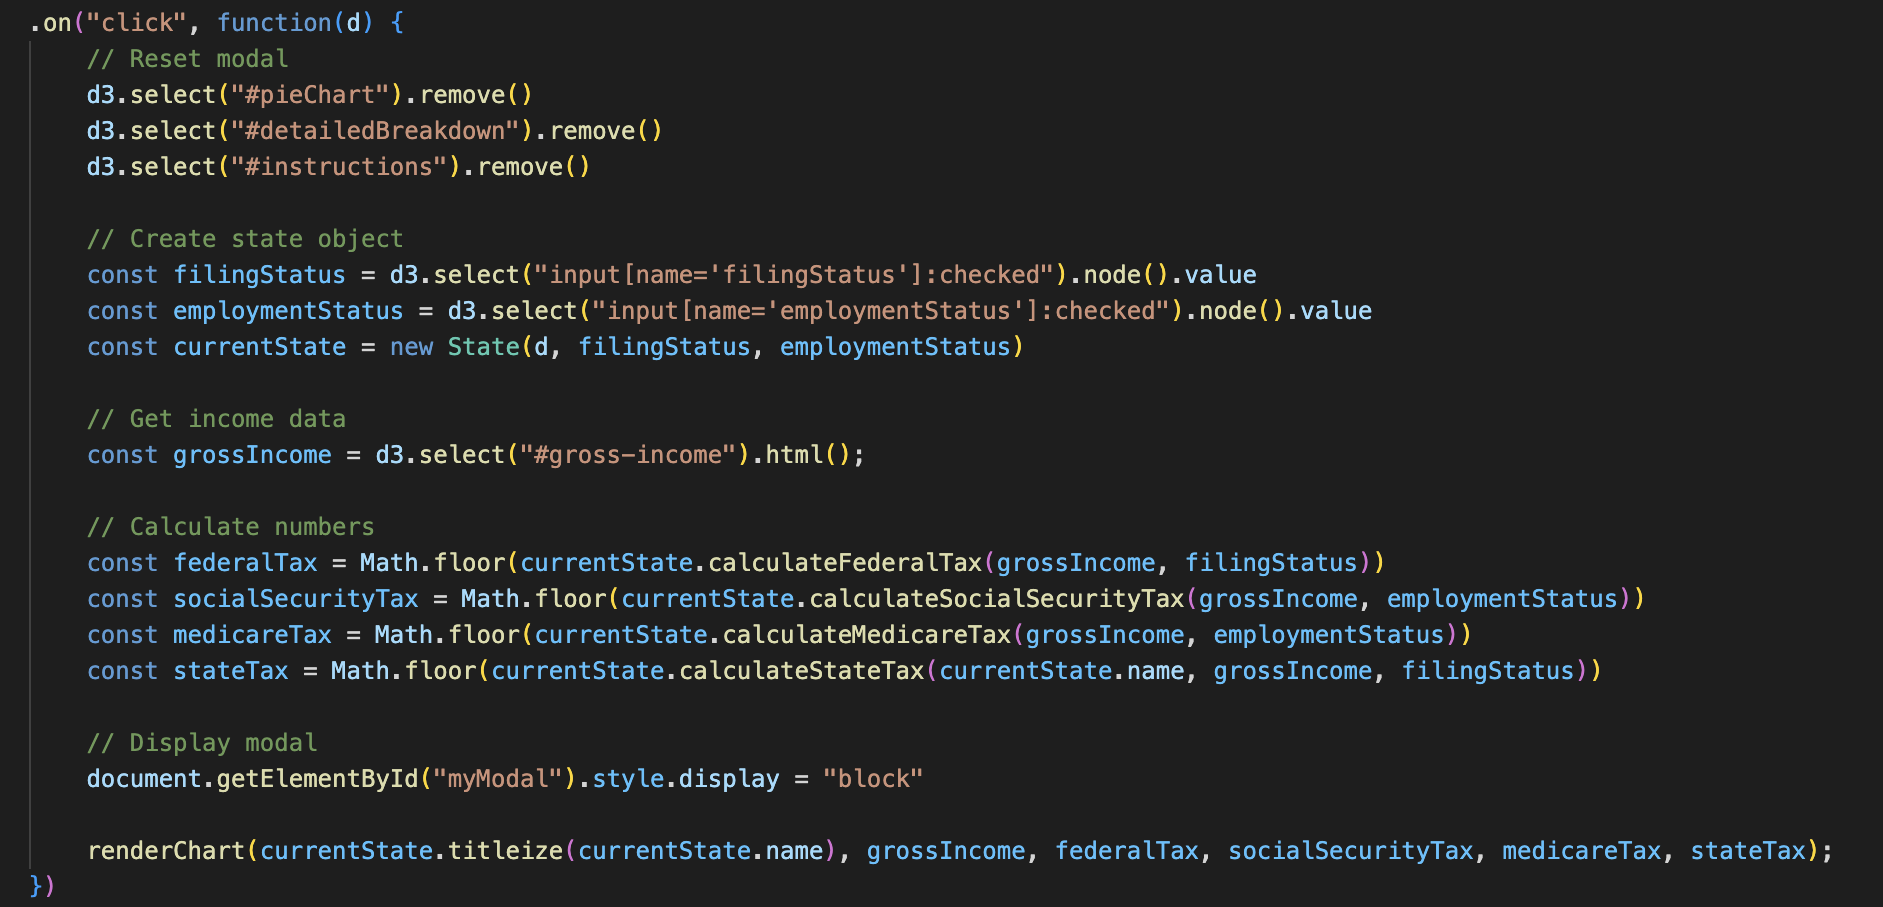 .on("click", function(d) {
// Reset modal
d3.select("#pieChart").remove()
d3.select("#detailedBreakdown").remove()
d3.select("#instructions").remove()
// Create state object
const filingStatus = d3.select("input[name='filingStatus']:checked").node().value
const employmentStatus = d3.select("input[name='employmentStatus']:checked").node().value
const currentState = new State(d, filingStatus, employmentStatus)
// Get income data
const grossIncome = d3.select("#gross-income").html();
// Calculate numbers
const federalTax = Math.floor(currentState.calculateFederalTax(grossIncome, filingStatus))
const socialSecurityTax = Math.floor(currentState.calculateSocialSecurityTax(grossIncome, employmentStatus))
const medicareTax = Math.floor(currentState.calculateMedicareTax(grossIncome, employmentStatus))
const stateTax = Math.floor(currentState.calculateStateTax(currentState.name, grossIncome, filingStatus))
// Display modal
document.getElementById("myModal").style.display = "block"
renderChart(currentState.titleize(currentState.name), grossIncome, federalTax, socialSecurityTax, medicareTax, stateTax);
})